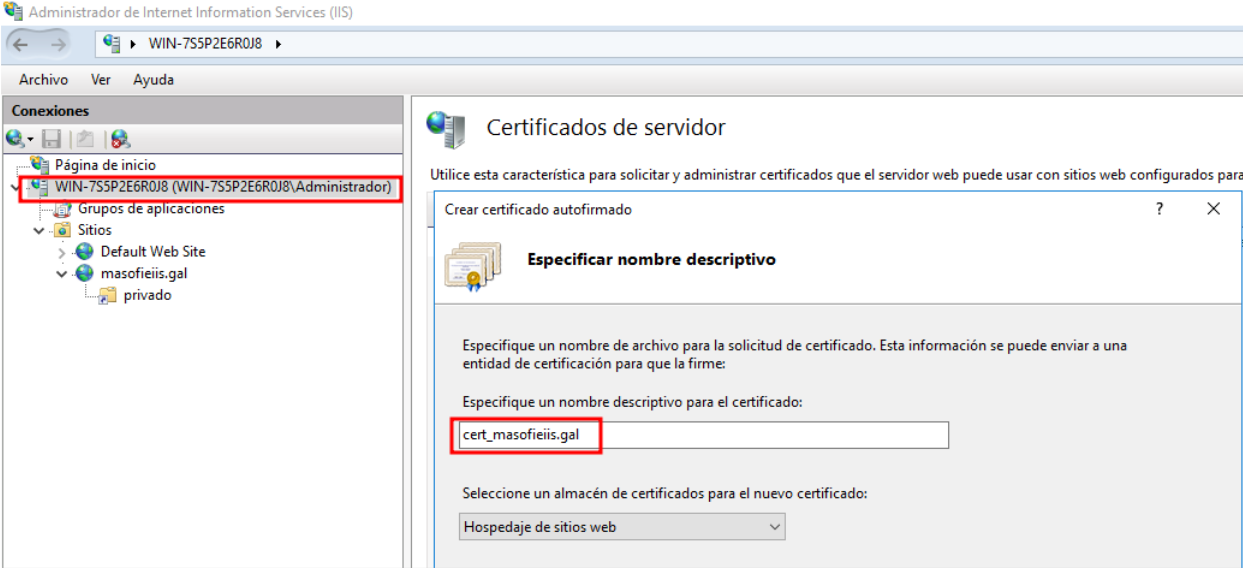 Administrador de Internet Information Services (IIS)
WIN-7S5P2E6R0J8
Archivo Ver Ayuda
Conexiones
Página de inicio
WIN-7S5P2E6R0J8 (WIN-7S5P2E6R0J8\Administrador)
Grupos de aplicaciones
Sitios
Default Web Site
masofieiis.gal
privado
Certificados de servidor
Utilice esta característica para solicitar y administrar certificados que el servidor web puede usar con sitios web configurados para
Crear certificado autofirmado
? X
Especificar nombre descriptivo
Especifique un nombre de archivo para la solicitud de certificado. Esta información se puede enviar a una
entidad de certificación para que la firme:
Especifique un nombre descriptivo para el certificado:
cert_masofieiis.gal
Seleccione un almacén de certificados para el nuevo certificado:
Hospedaje de sitios web